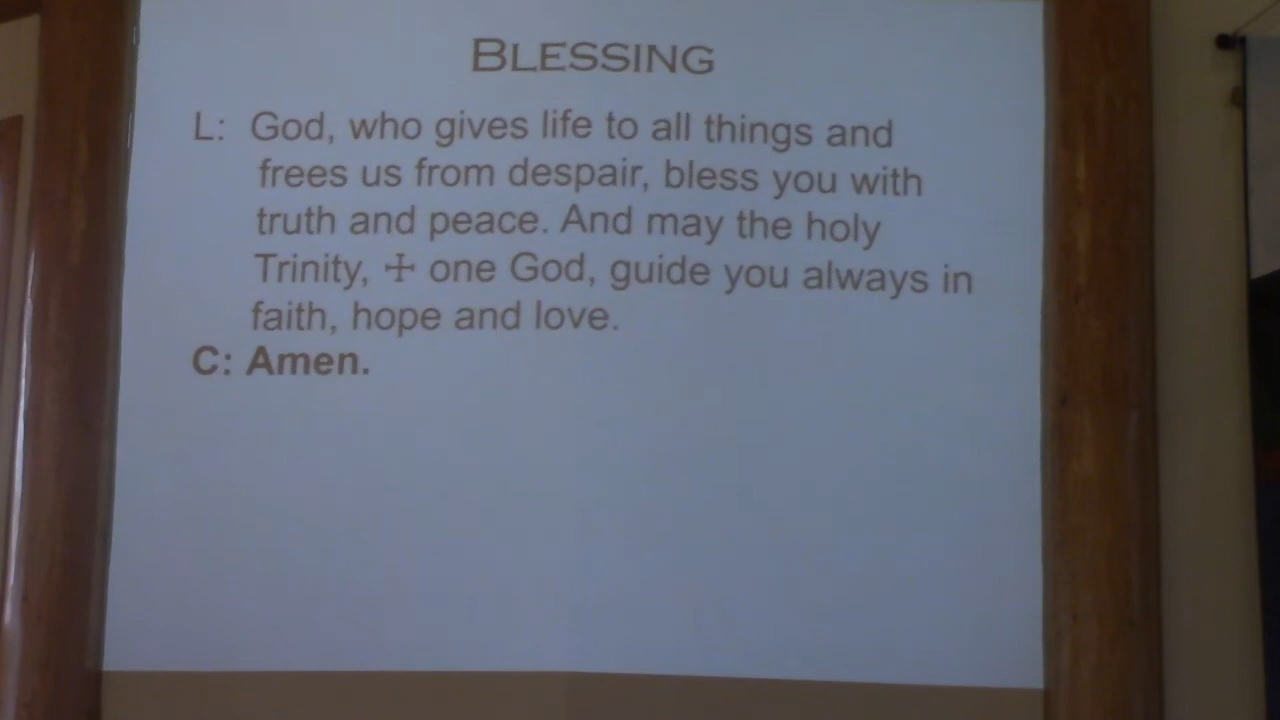 BLESSING
L: God, who gives life to all things and
frees us from despair, bless you with
truth and peace. And may the holy
Trinity, ☩ one God, guide you always in
faith, hope and love.
C: Amen.